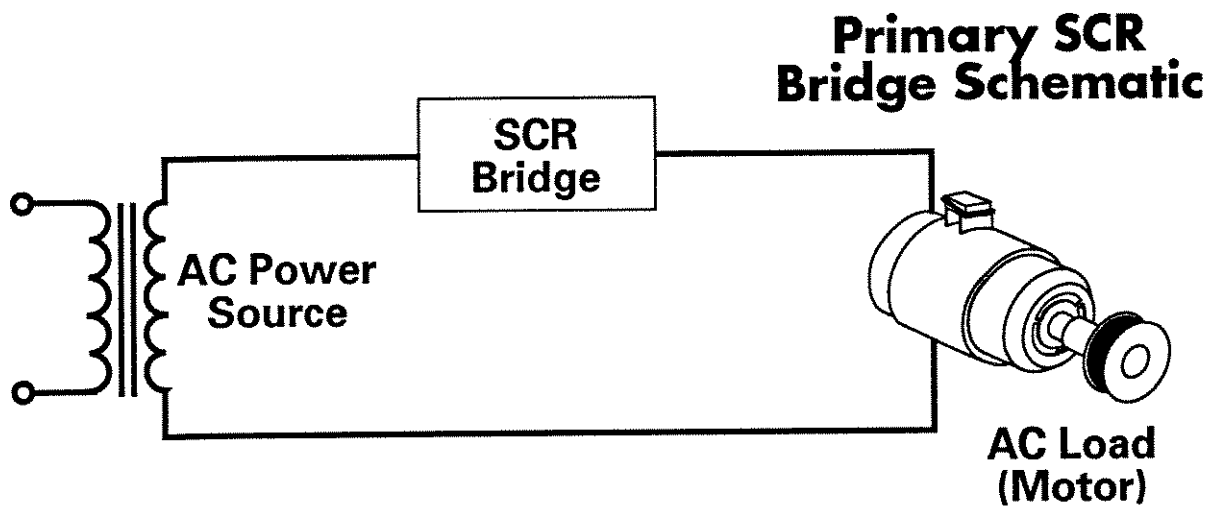 Primary SCR
Bridge Schematic
SCR
Bridge
AC Power
Source
AC Load
(Motor)